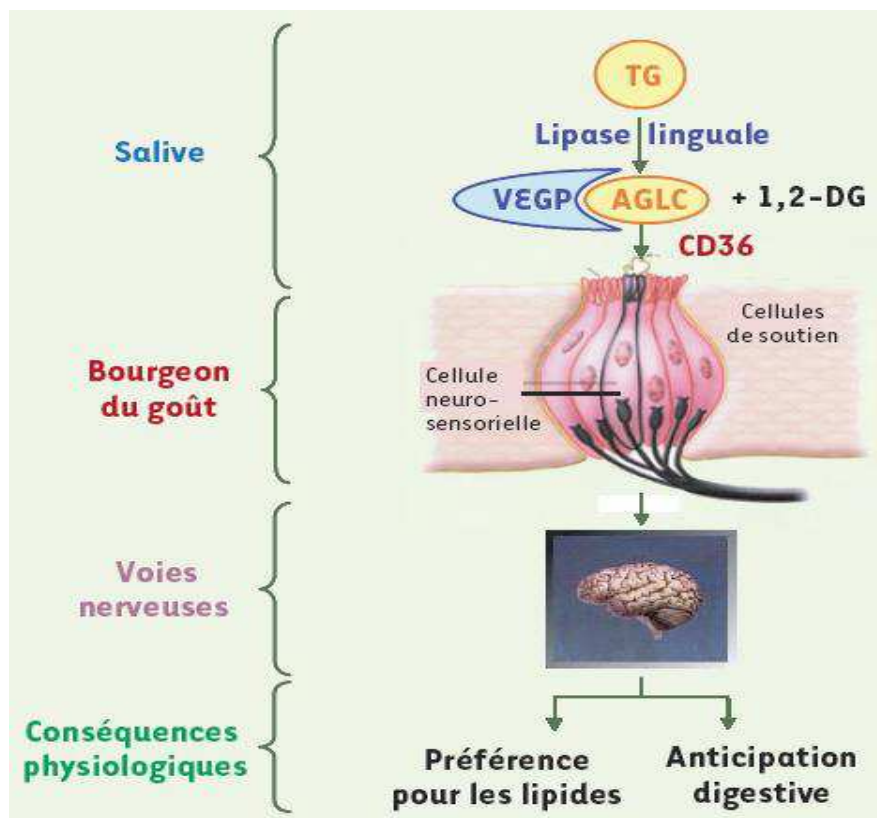 TG
Salive
Lipase linguale
VEGP AGLC + 1,2-DG
CD36
Bourgeon
du goût
Cellules
de soutien
Cellule
neuro-
sensorielle
Voies
nerveuses
Conséquences
physiologiques
Préférence
pour les lipides
Anticipation
digestive